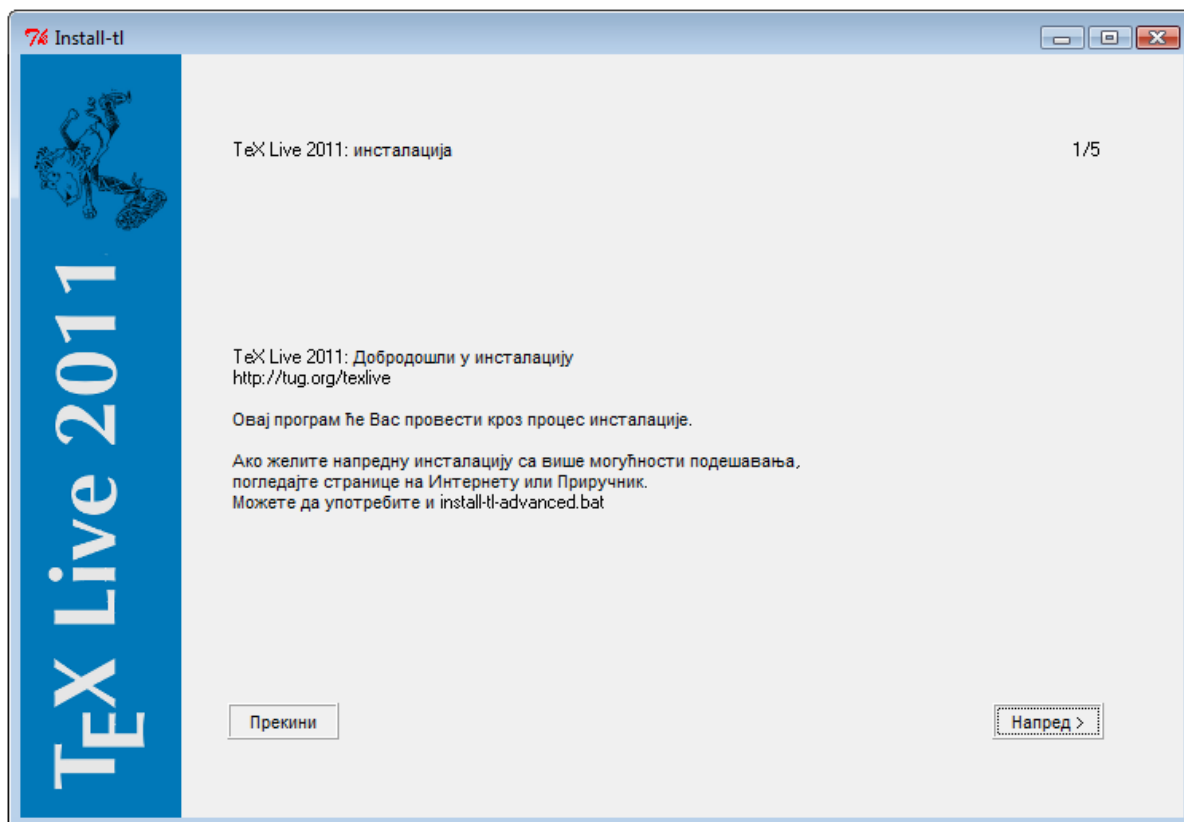 Install-tl
TeX Live 2011
TeX Live 2011: инсталација
1/5
TeX Live 2011: Добродошли у инсталацију
http://tug.org/texlive
Овај програм ће Вас провести кроз процес инсталације.
Ако желите напредну инсталацију са више могућности подешавања,
погледајте странице на Интернету или Приручник.
Можете да употребите и install-tl-advanced.bat
Прекини
Напред >